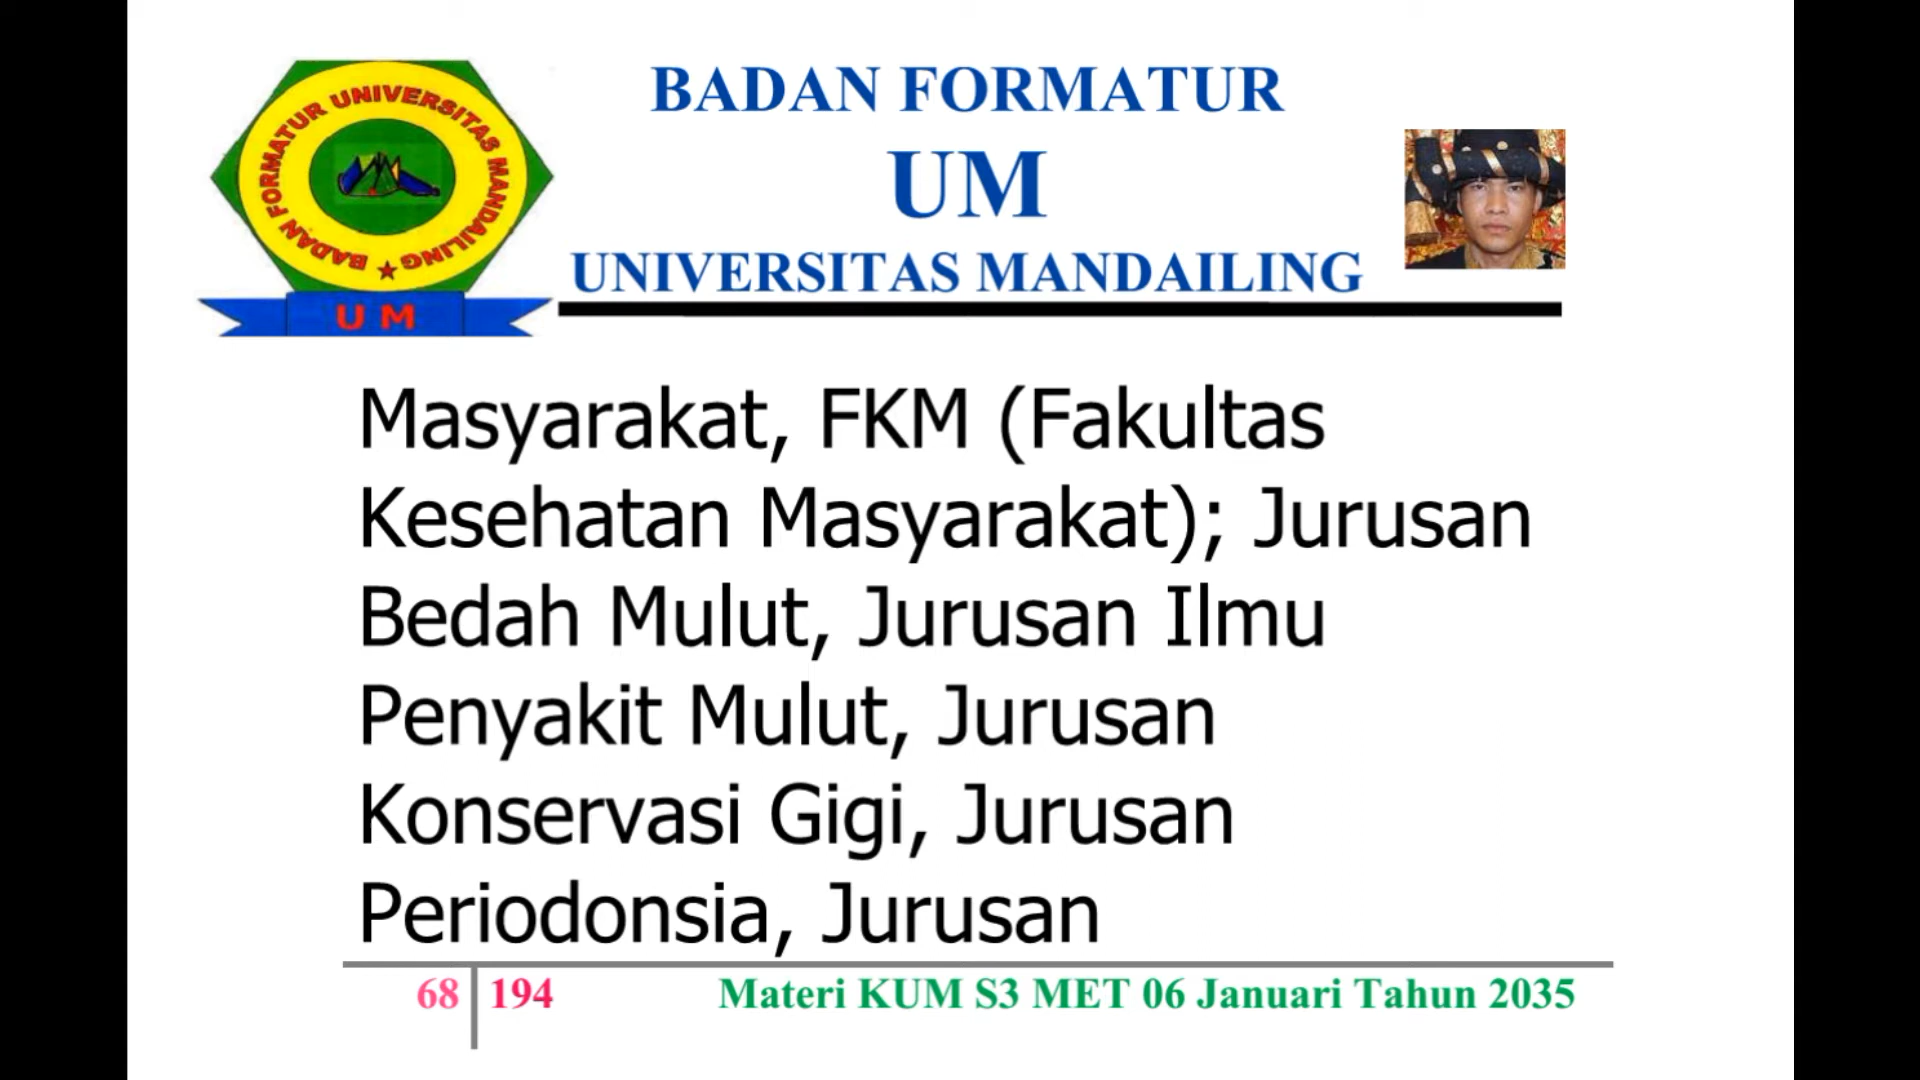 BADAN FORMATUR UNIVERSITAS MANDAILING
U M
BADAN FORMATUR
UM
UNIVERSITAS MANDAILING
Masyarakat, FKM (Fakultas
Kesehatan Masyarakat); Jurusan
Bedah Mulut, Jurusan Ilmu
Penyakit Mulut, Jurusan
Konservasi Gigi, Jurusan
Periodonsia, Jurusan
68 194 Materi KUM S3 MET 06 Januari Tahun 2035